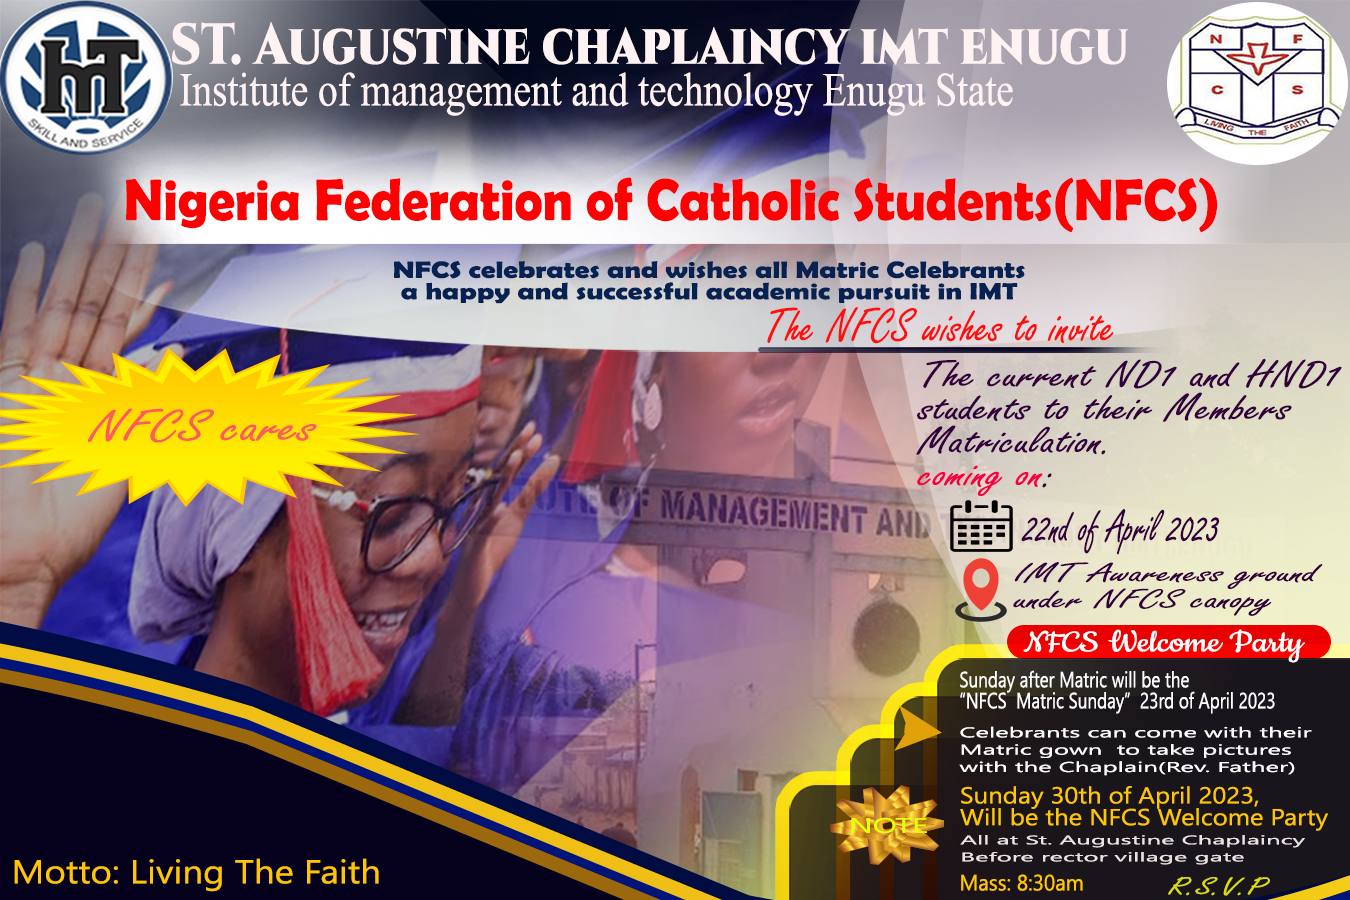 IMT
SKILL AND SERVICE
ST. AUGUSTINE CHAPLAINCY IMT ENUGU
Institute of management and technology Enugu State
N F
C S
LIVING THE FAITH
Nigeria Federation of Catholic Students(NFCS)
NFCS celebrates and wishes all Matric Celebrants
a happy and successful academic pursuit in IMT
The NFCS wishes to invite
NFCS cares
The current ND1 and HND1
students to their Members
Matriculation.
coming on:
OF MANAGEMENT AND
22nd of April 2023
IMT Awareness ground
under NFCS canopy
NFCS Welcome Party
Sunday after Matric will be the
"NFCS Matric Sunday" 23rd of April 2023
Celebrants can come with their
Matric gown to take pictures
with the Chaplain(Rev. Father)
NOTE
Sunday 30th of April 2023,
Will be the NFCS Welcome Party
All at St. Augustine Chaplaincy
Before rector village gate
Mass: 8:30am
R.S.V.P
Motto: Living The Faith